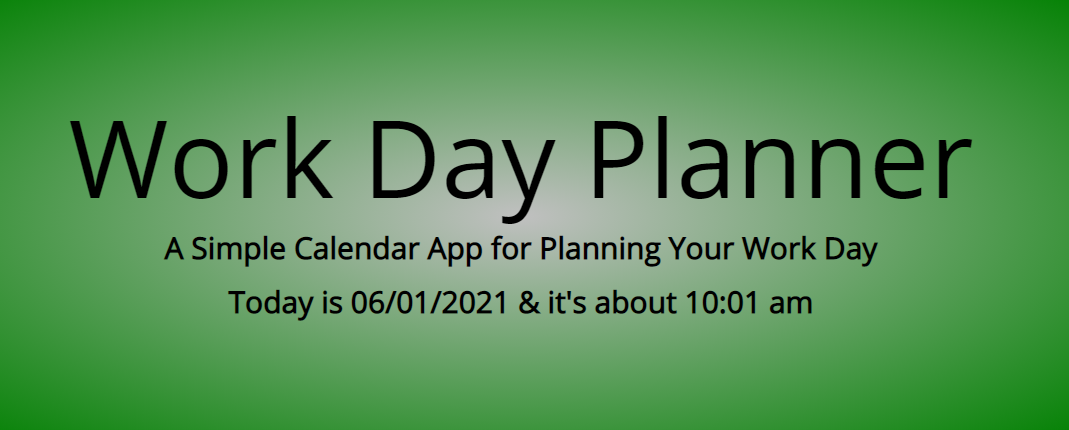 Work Day Planner
A Simple Calendar App for Planning Your Work Day
Today is 06/01/2021 & it's about 10:01 am